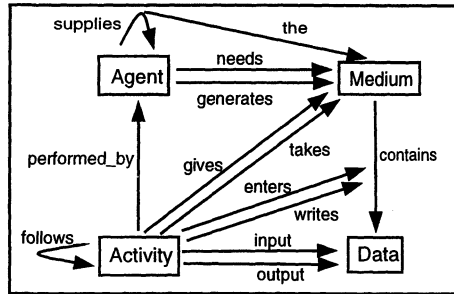 supplies
the
Agent
needs
Medium
generates
performed_by
gives
takes
contains
enters
writes
follows
Activity
input
Data
output